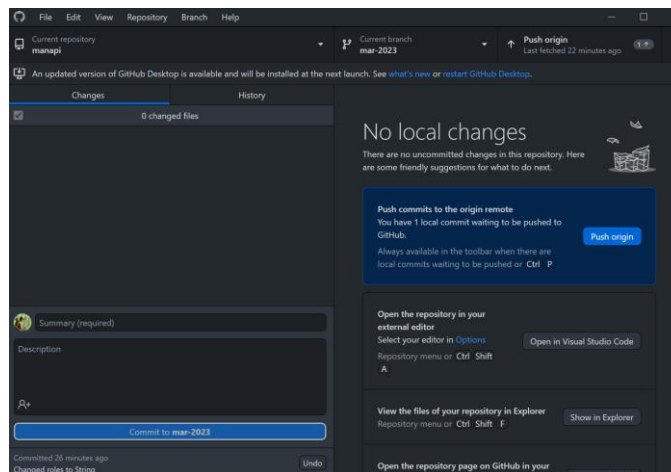 File Edit View Repository Branch Help
Current repository
manapi
Current branch
mar-2023
Push origin
Last fetched 22 minutes ago
1
An updated version of GitHub Desktop is available and will be installed at the next launch. See what's new or restart GitHub Desktop.
Changes
History
0 changed files
No local changes
There are no uncommitted changes in this repository. Here
are some friendly suggestions for what to do next.
Push commits to the origin remote
You have 1 local commit waiting to be pushed to
GitHub.
Always available in the toolbar when there are
local commits waiting to be pushed or Ctrl P
Push origin
Open the repository in your
external editor
Select your editor in Options
Repository menu or Ctrl Shift
A
Open in Visual Studio Code
View the files of your repository in Explorer
Repository menu or Ctrl Shift F
Show in Explorer
Open the repository page on GitHub in your
Summary (required)
Description
Commit to mar-2023
Committed 26 minutes ago
Changed roles to String
Undo